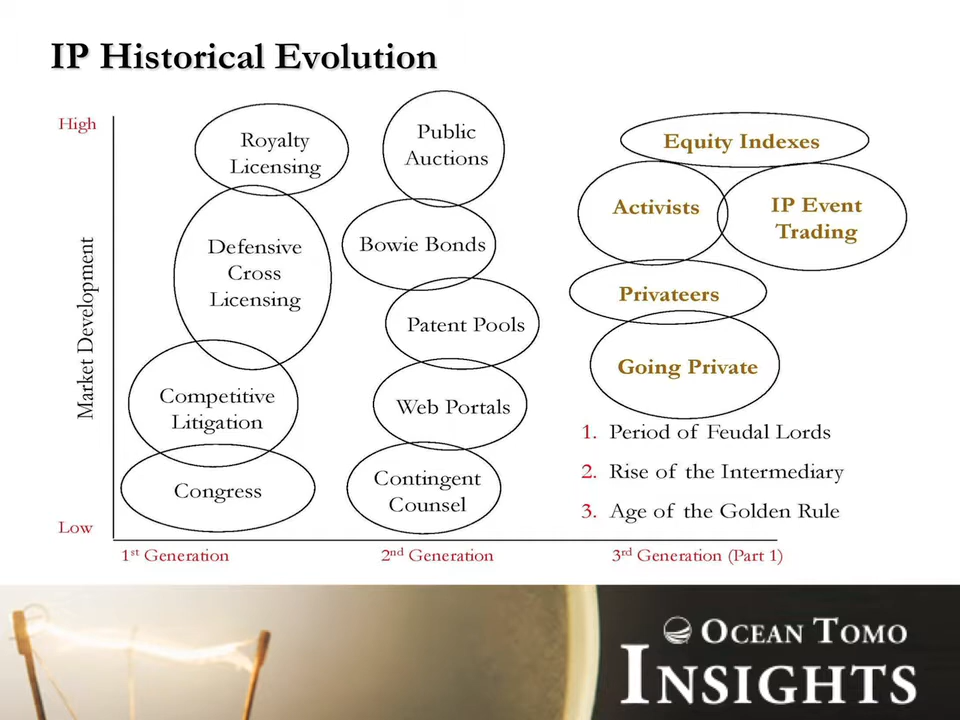 IP Historical Evolution
High
Market Development
Low
Royalty
Licensing
Defensive
Cross
Licensing
Competitive
Litigation
Congress
Public
Auctions
Bowie Bonds
Patent Pools
Web Portals
Contingent
Counsel
Equity Indexes
Activists
IP Event
Trading
Privateers
Going Private
1. Period of Feudal Lords
2. Rise of the Intermediary
3. Age of the Golden Rule
1st Generation
2nd Generation
3rd Generation (Part 1)
OCEAN TOMO
INSIGHTS